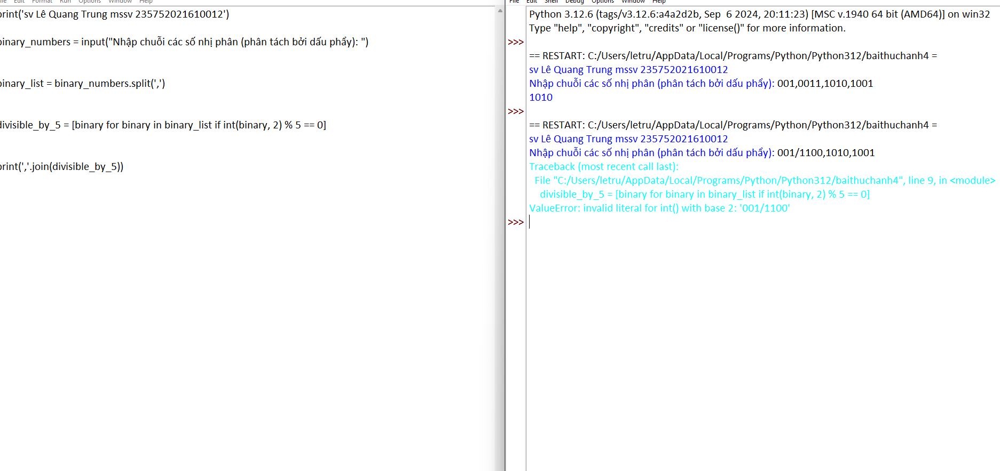 Edit Format Run Options Window Help
print('sv Lê Quang Trung mssv 235752021610012')
binary_numbers = input("Nhập chuỗi các số nhị phân (phân tách bởi dấu phẩy): ")
binary_list = binary_numbers.split(',')
divisible_by_5 = [binary for binary in binary_list if int(binary, 2) % 5 == 0]
print(','.join(divisible_by_5))
File Edit Shell Debug Options Window Help
Python 3.12.6 (tags/v3.12.6:a4a2d2b, Sep  6 2024, 20:11:23) [MSC v.1940 64 bit (AMD64)] on win32
Type "help", "copyright", "credits" or "license()" for more information.
>>>
== RESTART: C:/Users/letru/AppData/Local/Programs/Python/Python312/baithuchanh4 =
sv Lê Quang Trung mssv 235752021610012
Nhập chuỗi các số nhị phân (phân tách bởi dấu phẩy): 001,0011,1010,1001
1010
>>>
== RESTART: C:/Users/letru/AppData/Local/Programs/Python/Python312/baithuchanh4 =
sv Lê Quang Trung mssv 235752021610012
Nhập chuỗi các số nhị phân (phân tách bởi dấu phẩy): 001/1100,1010,1001
Traceback (most recent call last):
  File "C:/Users/letru/AppData/Local/Programs/Python/Python312/baithuchanh4", line 9, in <module>
    divisible_by_5 = [binary for binary in binary_list if int(binary, 2) % 5 == 0]
ValueError: invalid literal for int() with base 2: '001/1100'
>>>